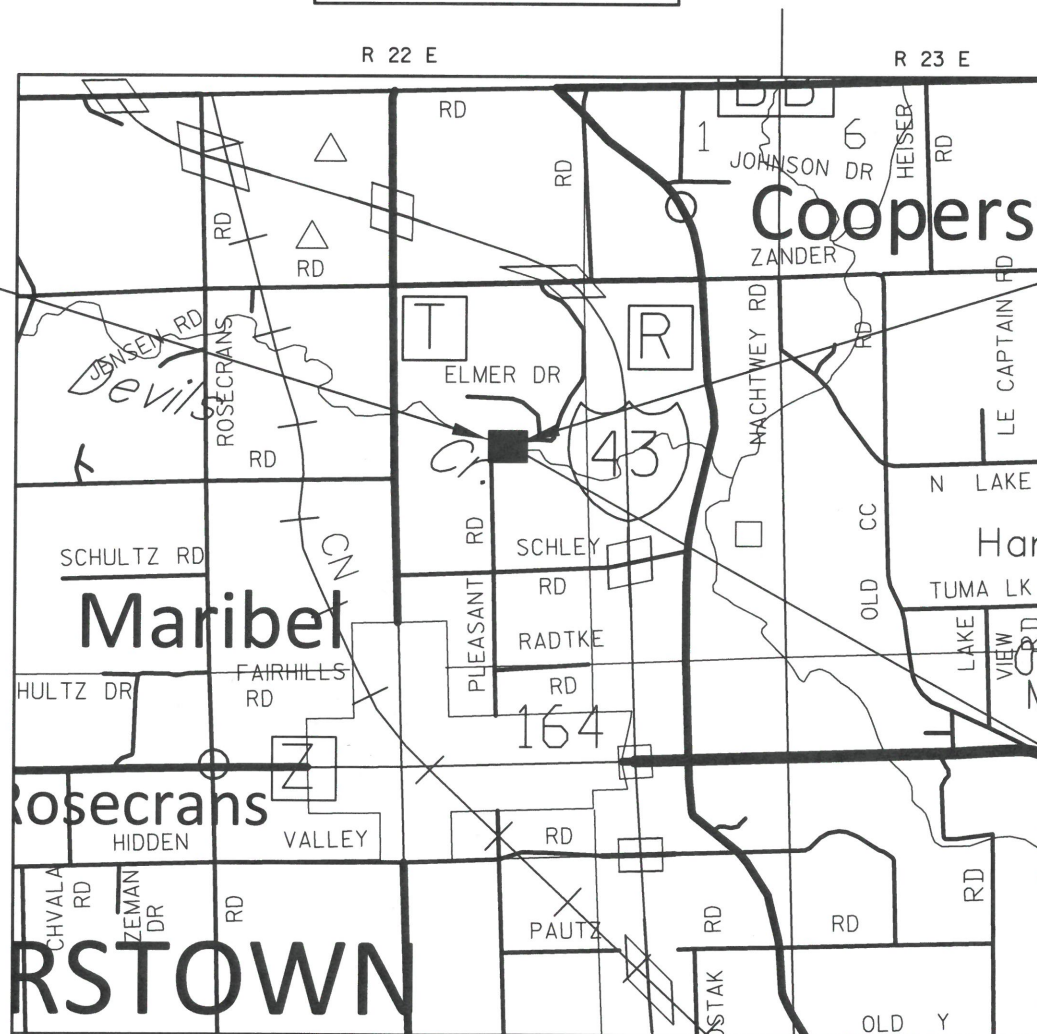 R 22 E
R 23 E
RD
BB
1
6
HEISER
RD
JOHNSON DR
RD
Coopers
RD
ZANDER
RD
RD
T
R
JENSEN RD
ROSECRANS
Devils
NACHTWEY RD
RD
LE CAPTAIN RD
ELMER DR
43
Cr.
RD
N LAKE
CC
OLD
RD
SCHLEY
RD
SCHULTZ RD
CN
Har
TUMA LK
Maribel
PLEASANT
RADTKE
RD
LAKE
VIEW
RD
FAIRHILLS
RD
HULTZ DR
164
Z
Rosecrans
HIDDEN
VALLEY
RD
CHVALA
RD
ZEMAN
DR
RD
PAUTZ
RD
RD
RD
RSTOWN
OSTAK
OLD Y